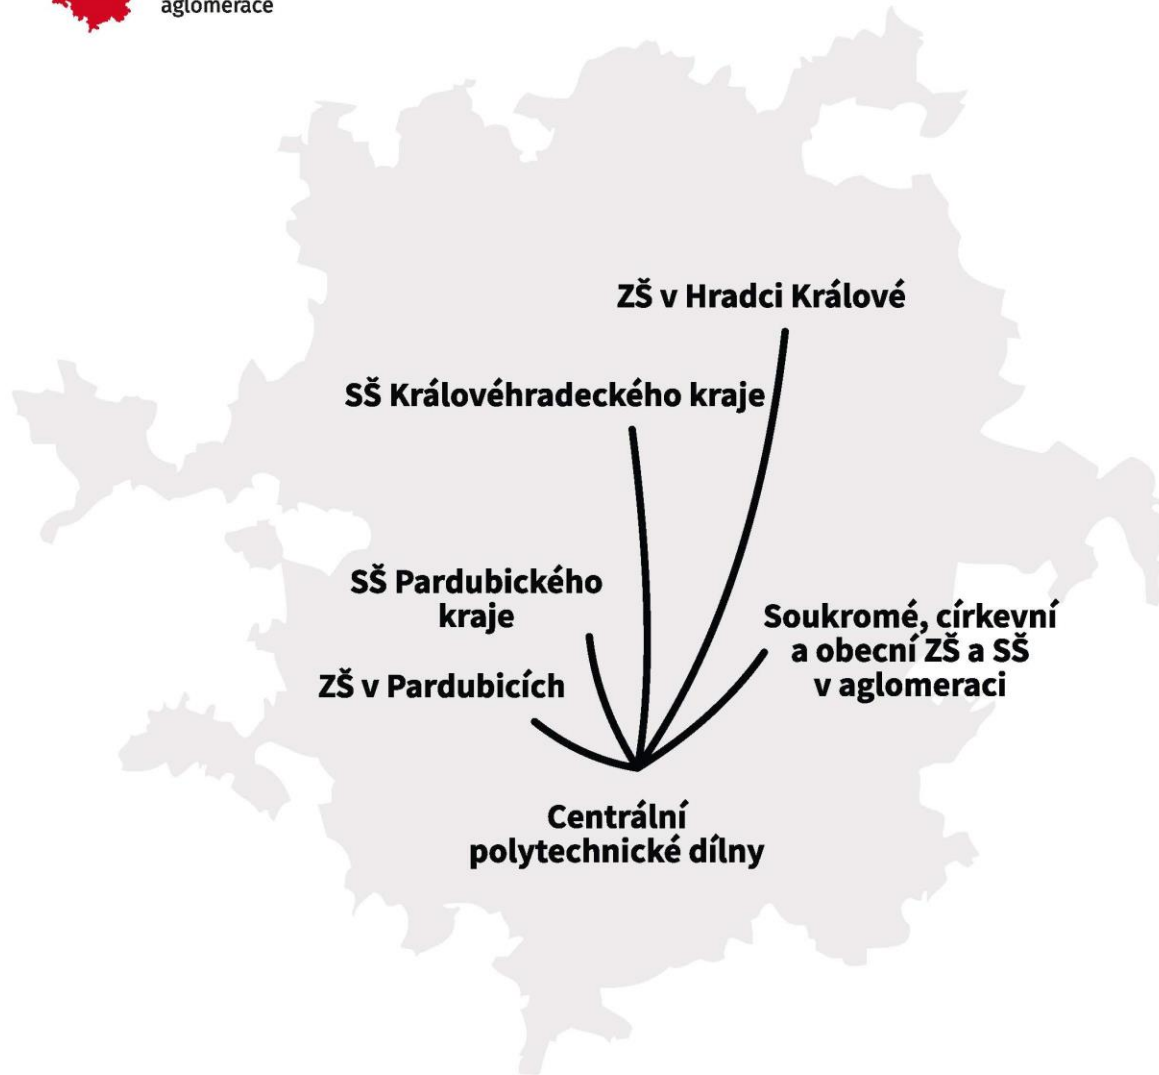 aglomerace
ZŠ v Hradci Králové
SŠ Královéhradeckého kraje
SŠ Pardubického
kraje
ZŠ v Pardubicích
Soukromé, církevní
a obecní ZŠ a SŠ
v aglomeraci
Centrální
polytechnické dílny